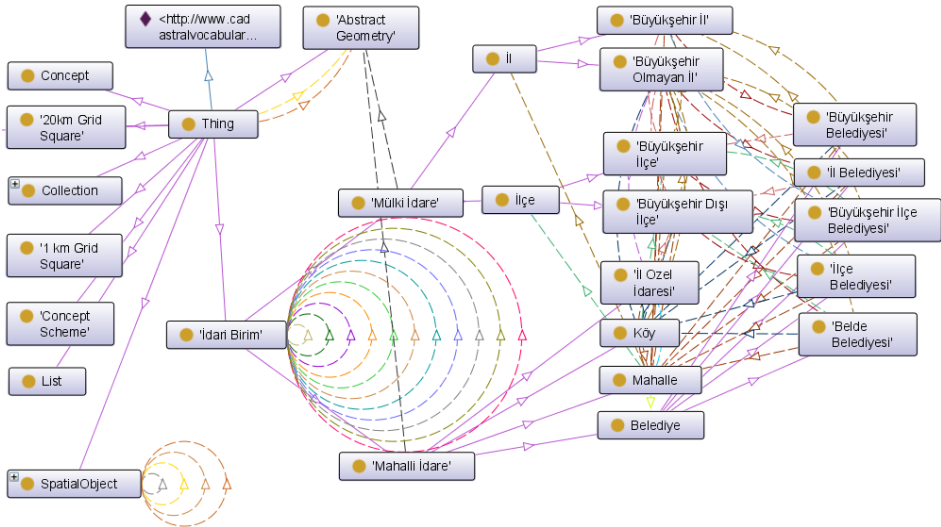 <http://www.cad
astralvocabular...
'Abstract
Geometry'
Concept
'20km Grid
Square'
Thing
Collection
'1 km Grid
Square'
'Concept
Scheme'
List
SpatialObject
'İdari Birim'
'Mülki İdare'
'Mahalli İdare'
İl
İlçe
'Büyükşehir İl'
'Büyükşehir
Olmayan İl'
'Büyükşehir
İlçe'
'Büyükşehir Dışı
İlçe'
'İl Ozel
İdaresi'
Köy
Mahalle
Belediye
'Büyükşehir
Belediyesi'
'İl Belediyesi'
'Büyükşehir İlçe
Belediyesi'
'İlçe
Belediyesi'
'Belde
Belediyesi'